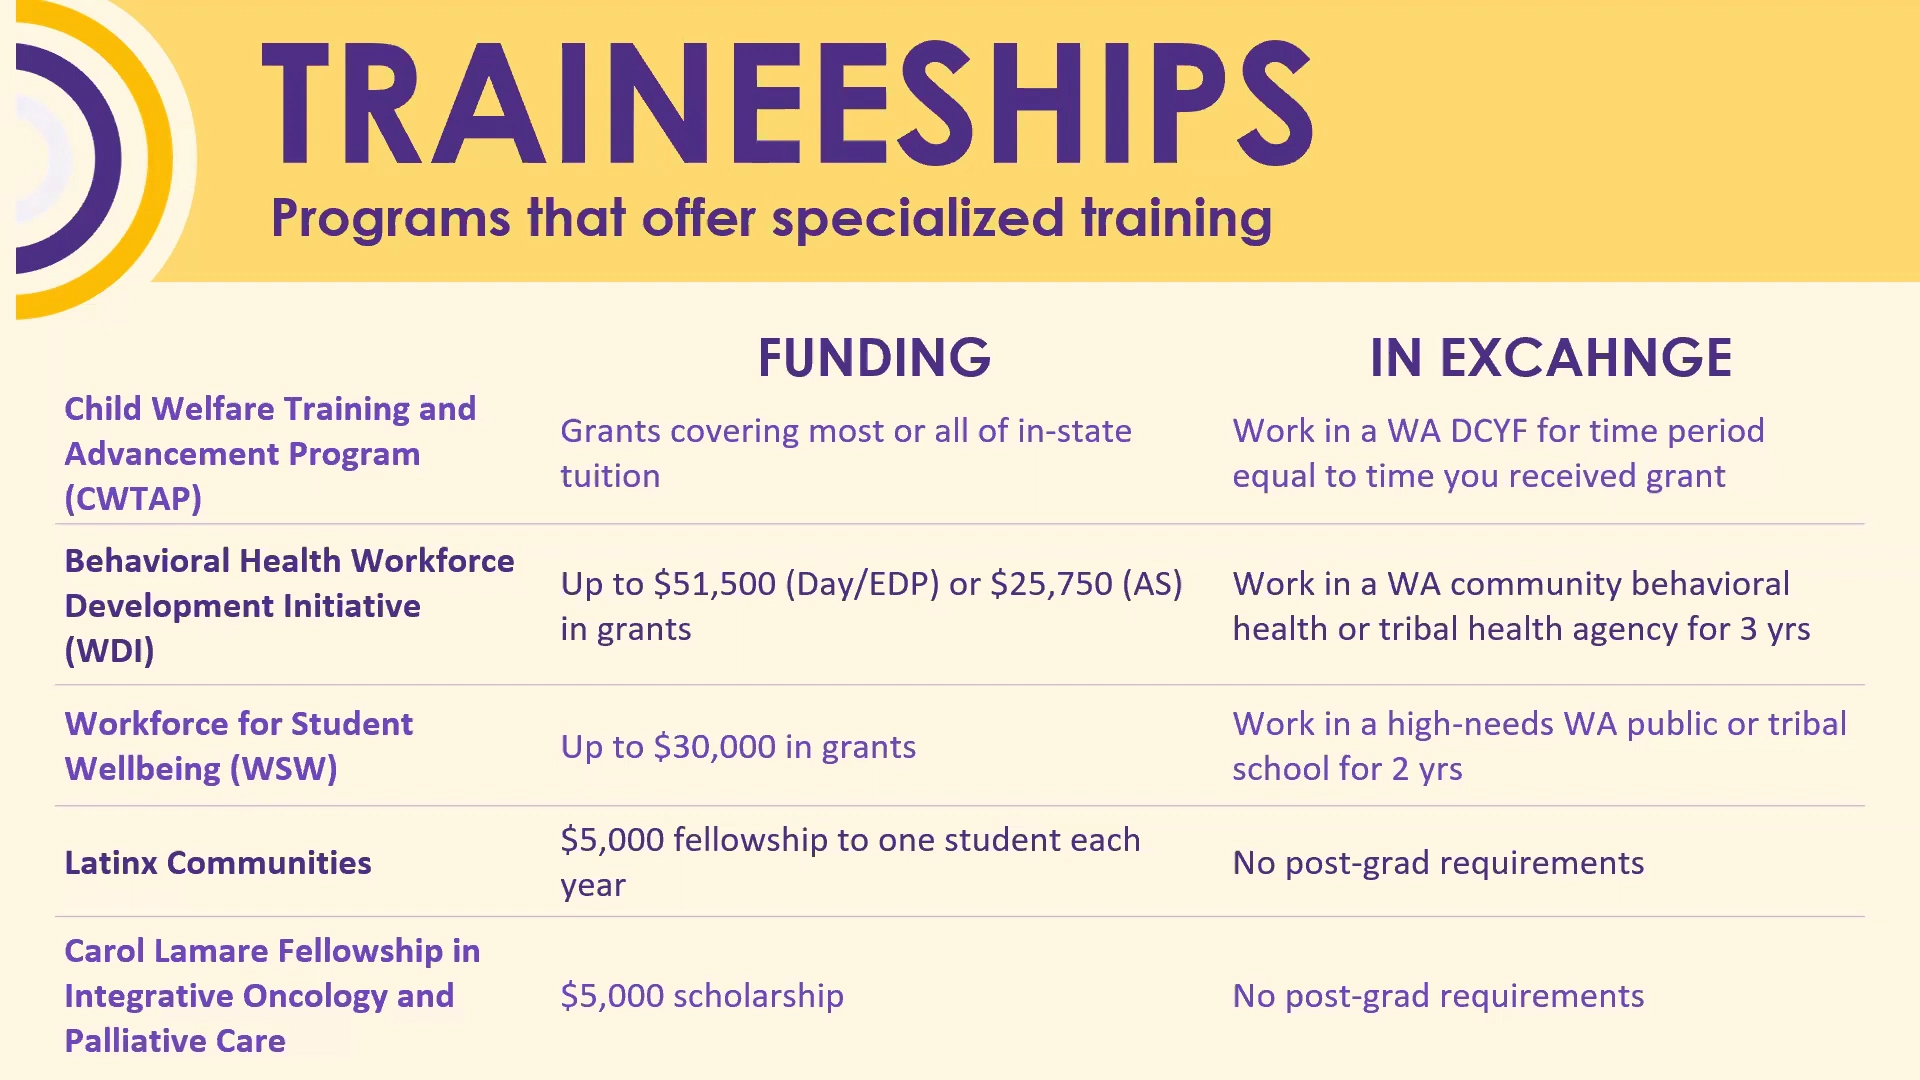 TRAINEESHIPS
Programs that offer specialized training
FUNDING
IN EXCAHNGE
Child Welfare Training and
Advancement Program
(CWTAP)
Grants covering most or all of in-state
tuition
Work in a WA DCYF for time period
equal to time you received grant
Behavioral Health Workforce
Development Initiative
(WDI)
Up to $51,500 (Day/EDP) or $25,750 (AS)
in grants
Work in a WA community behavioral
health or tribal health agency for 3 yrs
Workforce for Student
Wellbeing (WSW)
Up to $30,000 in grants
Work in a high-needs WA public or tribal
school for 2 yrs
Latinx Communities
$5,000 fellowship to one student each
year
No post-grad requirements
Carol Lamare Fellowship in
Integrative Oncology and
Palliative Care
$5,000 scholarship
No post-grad requirements